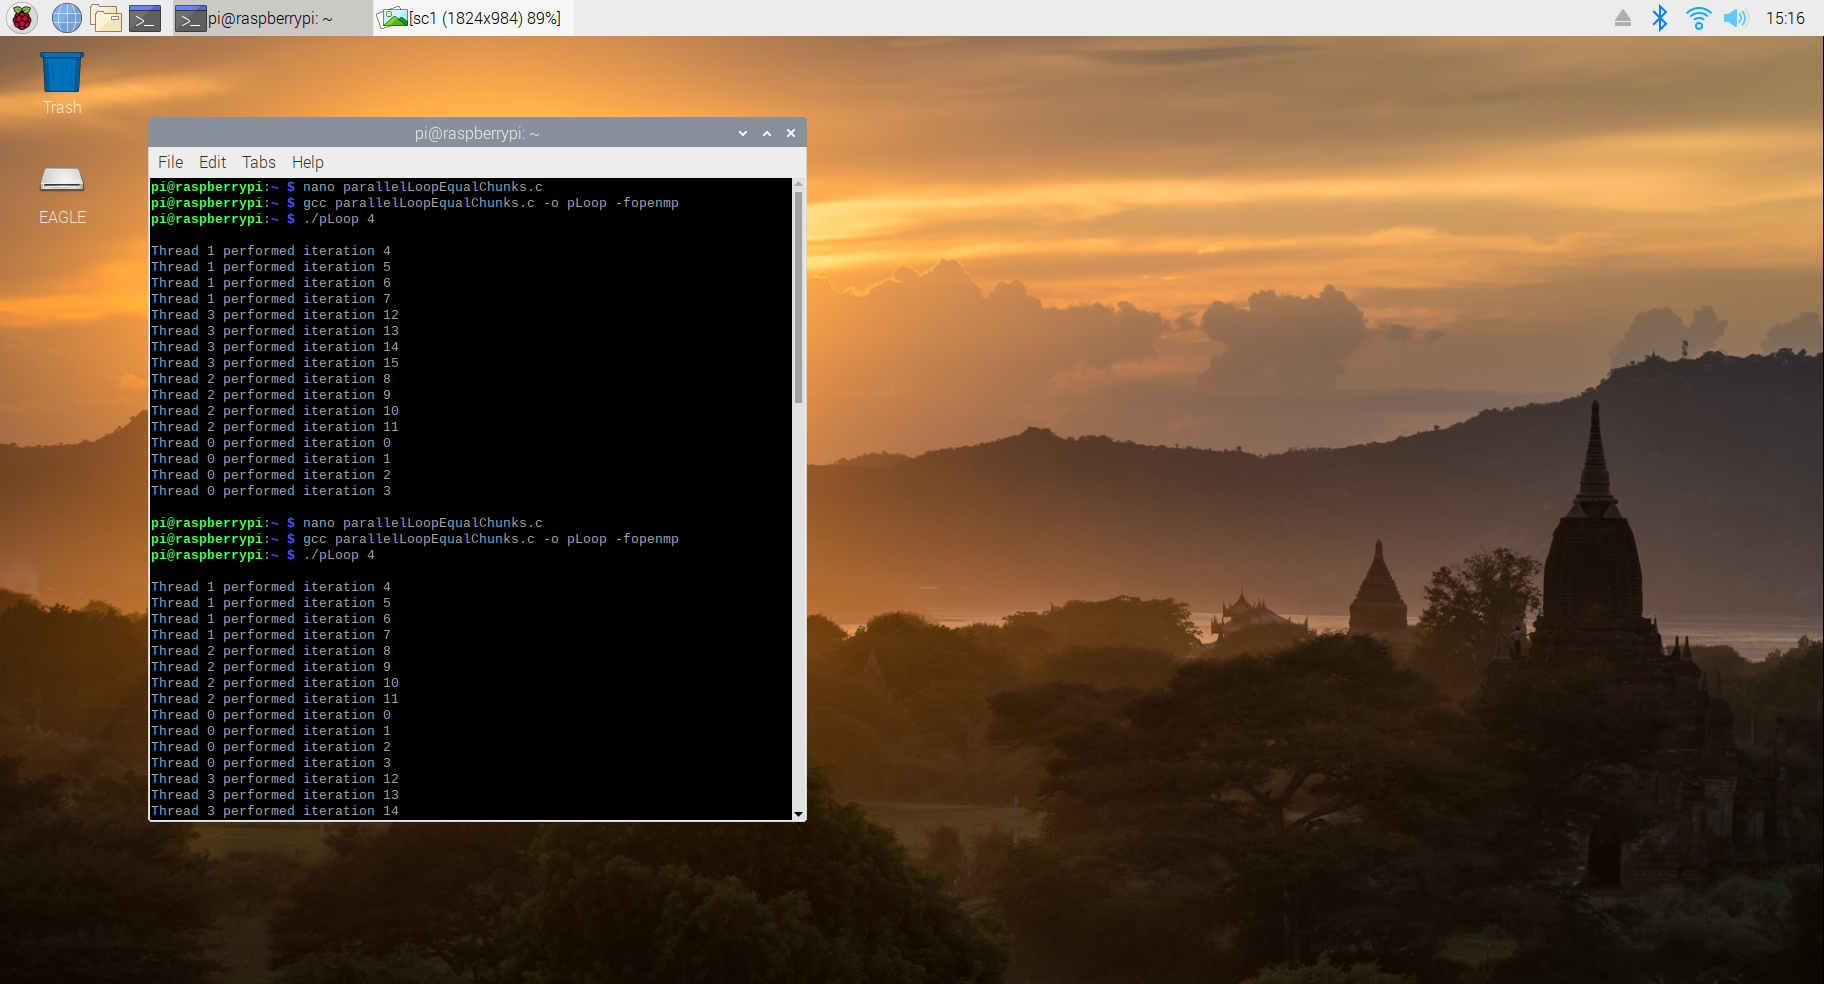 pi@raspberrypi: ~
[sc1 (1824x984) 89%]
15:16
Trash
EAGLE
pi@raspberrypi: ~
File Edit Tabs Help
pi@raspberrypi:~ $ nano parallelLoopEqualChunks.c
pi@raspberrypi:~ $ gcc parallelLoopEqualChunks.c -o pLoop -fopenmp
pi@raspberrypi:~ $ ./pLoop 4
Thread 1 performed iteration 4
Thread 1 performed iteration 5
Thread 1 performed iteration 6
Thread 1 performed iteration 7
Thread 3 performed iteration 12
Thread 3 performed iteration 13
Thread 3 performed iteration 14
Thread 3 performed iteration 15
Thread 2 performed iteration 8
Thread 2 performed iteration 9
Thread 2 performed iteration 10
Thread 2 performed iteration 11
Thread 0 performed iteration 0
Thread 0 performed iteration 1
Thread 0 performed iteration 2
Thread 0 performed iteration 3
pi@raspberrypi:~ $ nano parallelLoopEqualChunks.c
pi@raspberrypi:~ $ gcc parallelLoopEqualChunks.c -o pLoop -fopenmp
pi@raspberrypi:~ $ ./pLoop 4
Thread 1 performed iteration 4
Thread 1 performed iteration 5
Thread 1 performed iteration 6
Thread 1 performed iteration 7
Thread 2 performed iteration 8
Thread 2 performed iteration 9
Thread 2 performed iteration 10
Thread 2 performed iteration 11
Thread 0 performed iteration 0
Thread 0 performed iteration 1
Thread 0 performed iteration 2
Thread 0 performed iteration 3
Thread 3 performed iteration 12
Thread 3 performed iteration 13
Thread 3 performed iteration 14